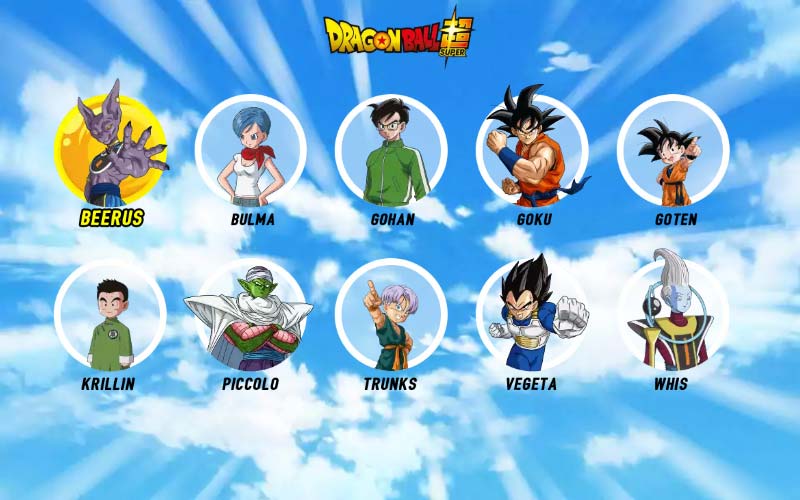 DRAGON BALL 超
SUPER
BEERUS
BULMA
GOHAN
GOKU
GOTEN
KRILLIN
PICCOLO
TRUNKS
VEGETA
WHIS